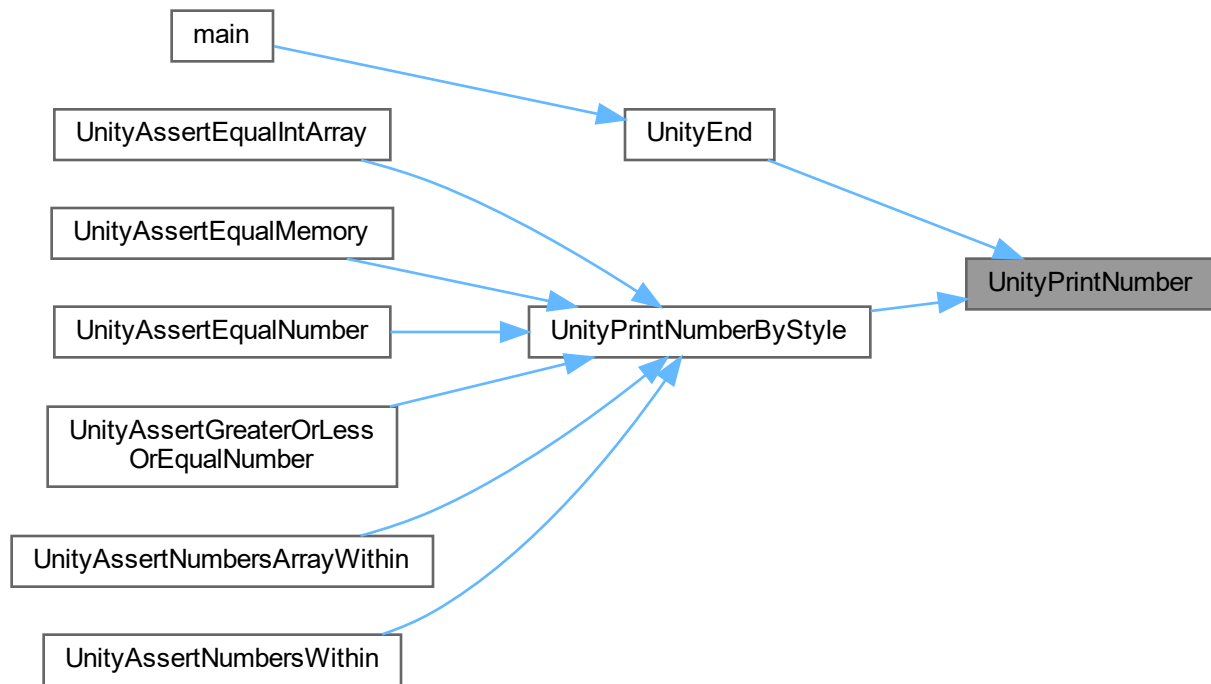 main
UnityAssertEqualIntArray
UnityEnd
UnityAssertEqualMemory
UnityPrintNumber
UnityAssertEqualNumber
UnityPrintNumberByStyle
UnityAssertGreaterOrLess
OrEqualNumber
UnityAssertNumbersArrayWithin
UnityAssertNumbersWithin